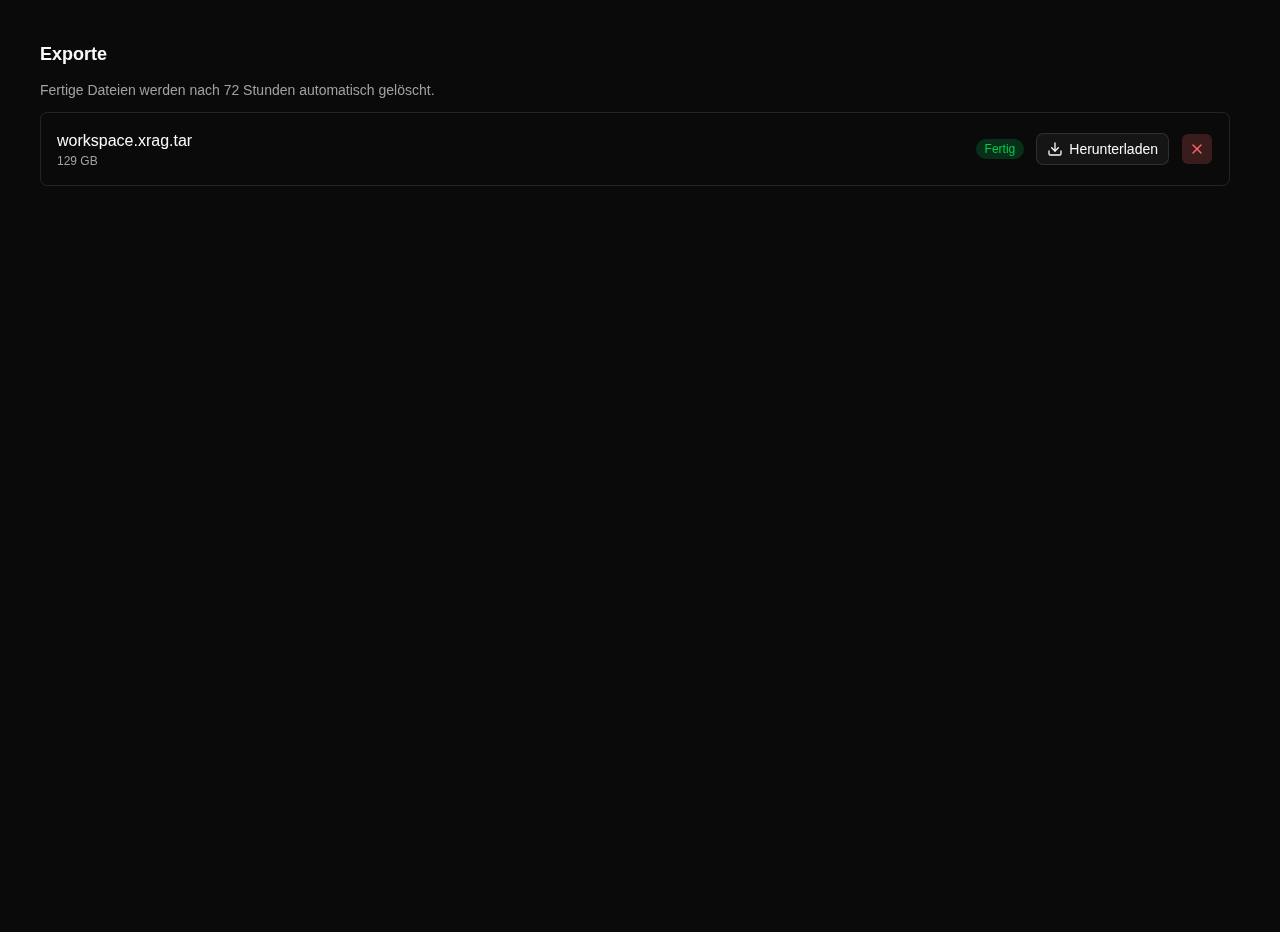 Exporte
Fertige Dateien werden nach 72 Stunden automatisch gelöscht.
workspace.xrag.tar
129 GB
Fertig
Herunterladen